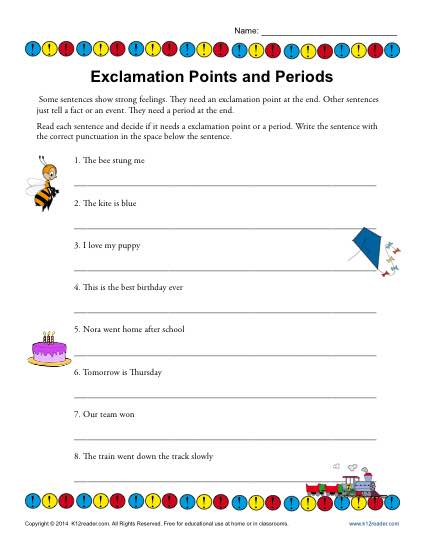 Name:
Exclamation Points and Periods
Some sentences show strong feelings. They need an exclamation point at the end. Other sentences
just tell a fact or an event. They need a period at the end.
Read each sentence and decide if it needs a exclamation point or a period. Write the sentence with
the correct punctuation in the space below the sentence.
1. The bee stung me
2. The kite is blue
3. I love my puppy
4. This is the best birthday ever
5. Nora went home after school
6. Tomorrow is Thursday
7. Our team won
8. The train went down the track slowly
Copyright © 2014 K12reader.com. All Rights Reserved. Free for educational use at home or in classrooms. www.k12reader.com